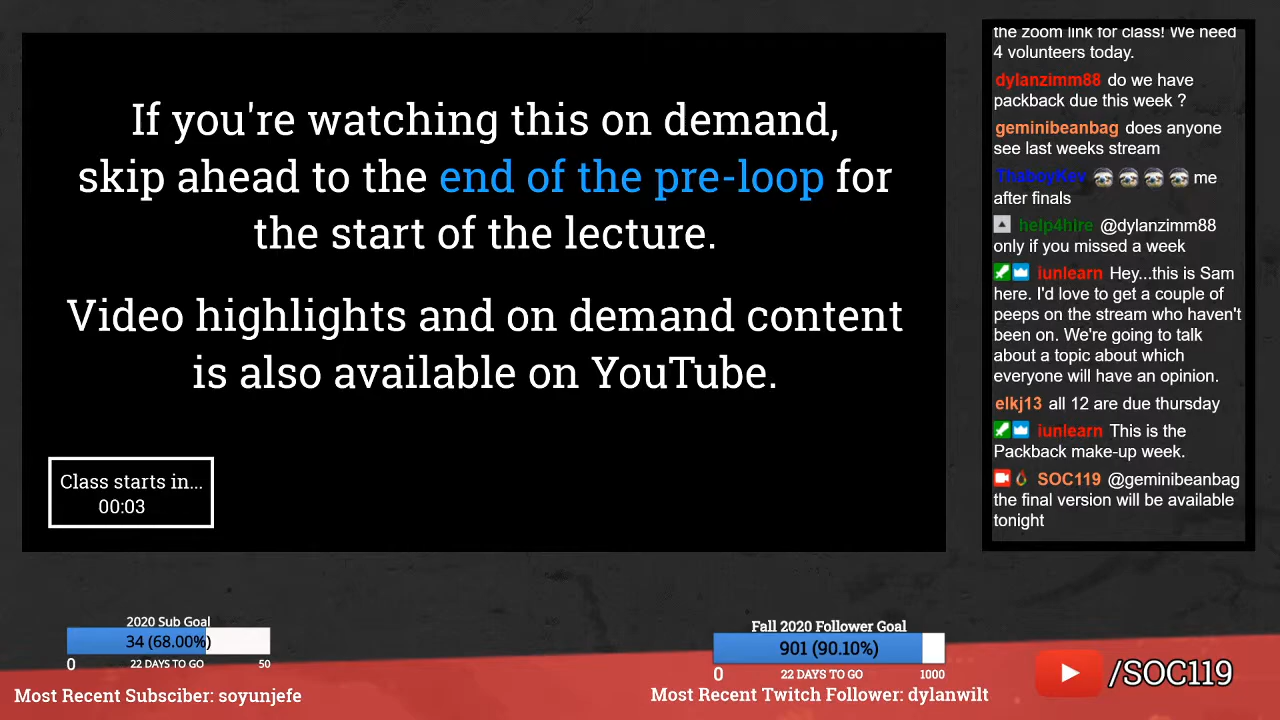 If you're watching this on demand,
skip ahead to the end of the pre-loop for
the start of the lecture.
Video highlights and on demand content
is also available on YouTube.
Class starts in...
00:03
the zoom link for class! We need
4 volunteers today.
dylanzimm88 do we have
packback due this week ?
geminibeanbag does anyone
see last weeks stream
ThaboyKev me
after finals
help4hire @dylanzimm88
only if you missed a week
iunlearn Hey...this is Sam
here. I'd love to get a couple of
peeps on the stream who haven't
been on. We're going to talk
about a topic about which
everyone will have an opinion.
elkj13 all 12 are due thursday
iunlearn This is the
Packback make-up week.
SOC119 @geminibeanbag
the final version will be available
tonight
2020 Sub Goal
34 (68.00%)
0 22 DAYS TO GO 50
Most Recent Subsciber: soyunjefe
Fall 2020 Follower Goal
901 (90.10%)
0 22 DAYS TO GO 1000
Most Recent Twitch Follower: dylanwilt
/SOC119